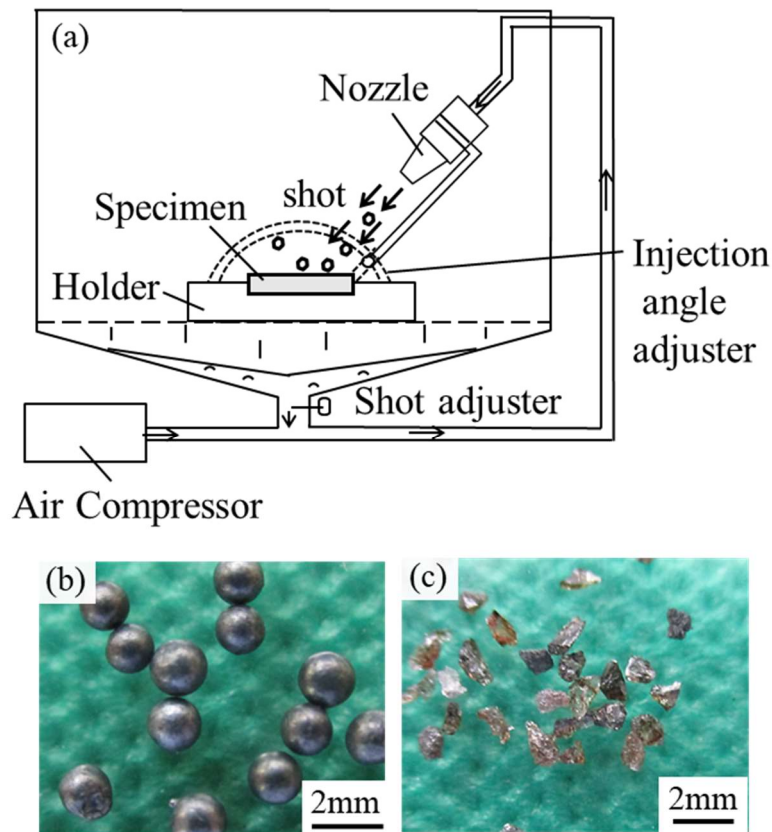 (a)
Nozzle
shot
Specimen
Injection
angle
adjuster
Holder
Shot adjuster
Air Compressor
(b)
2mm
(c)
2mm